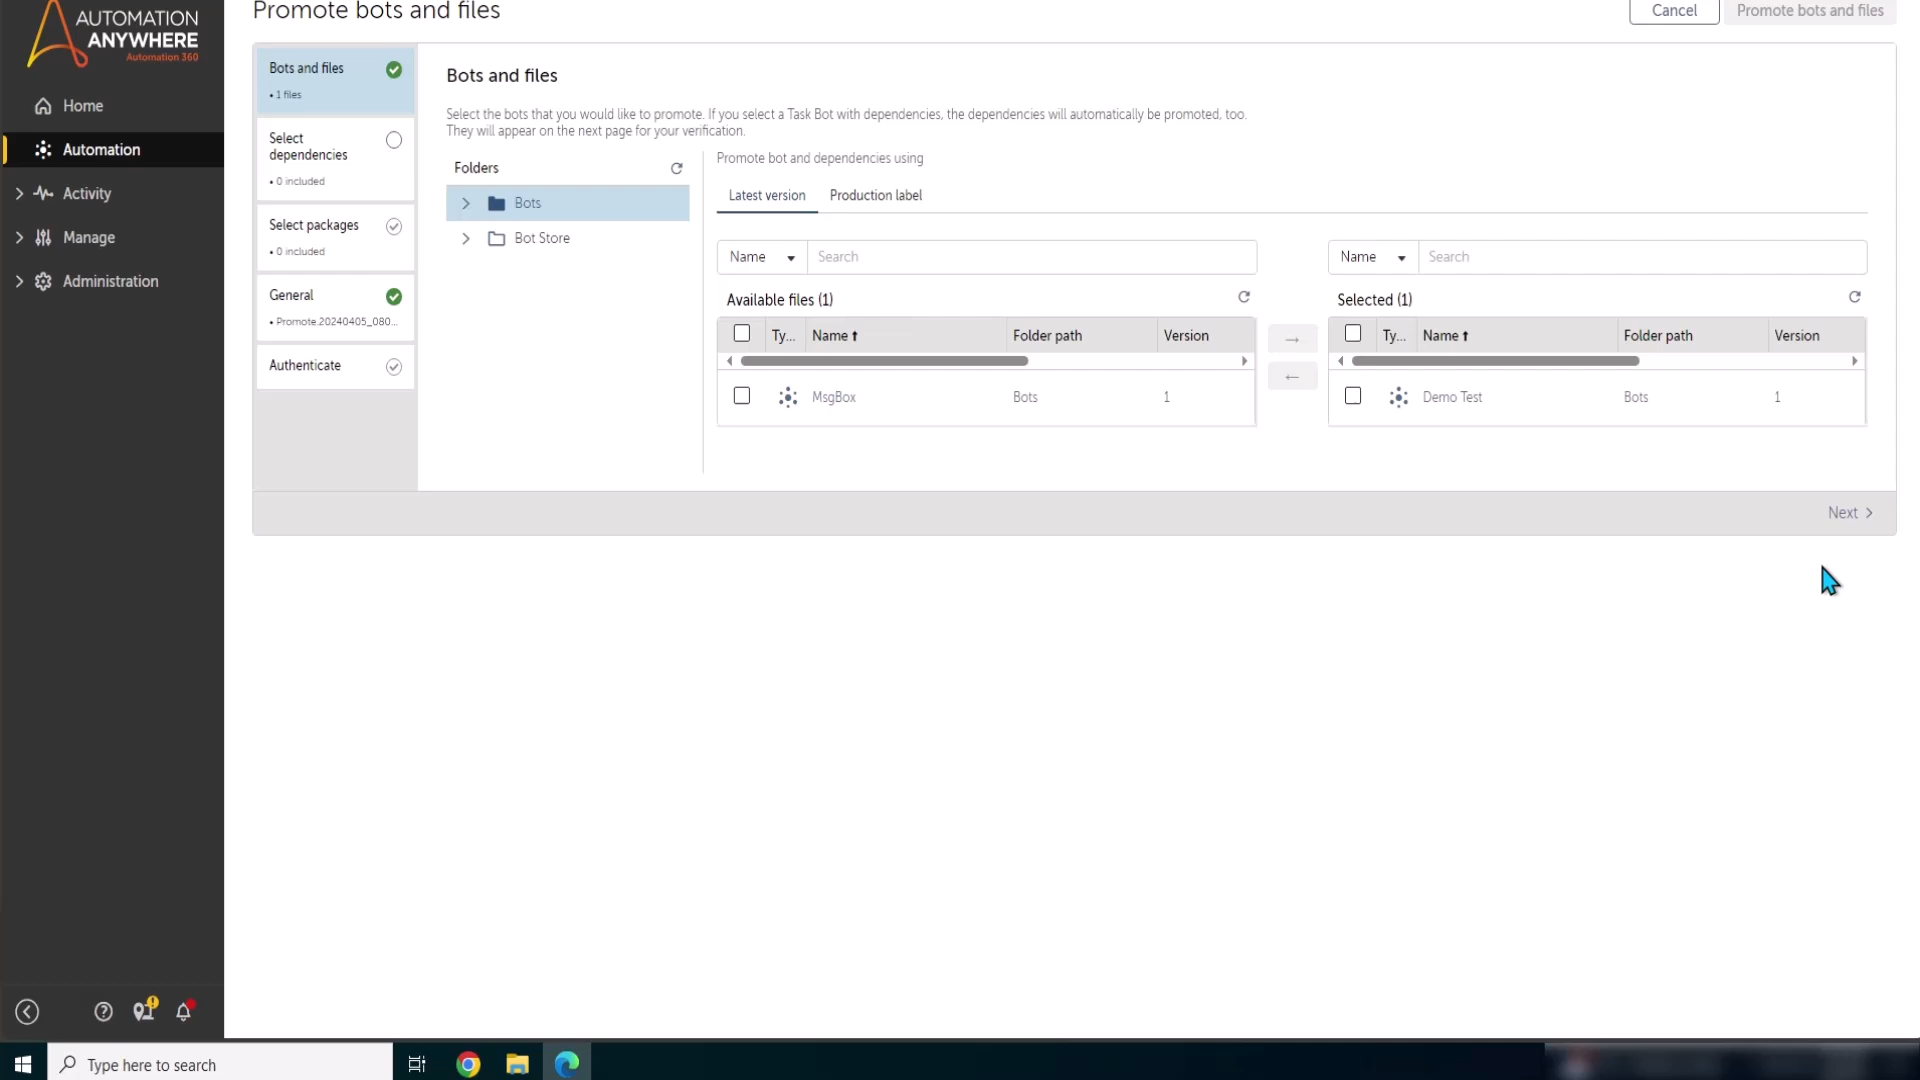 Promote bots and files
Cancel
Promote bots and files
AUTOMATION
ANYWHERE
Automation 360
Home
Automation
Activity
Manage
Administration
Bots and files
• 1 files
Select
dependencies
• 0 included
Select packages
• 0 included
General
• Promote.20240405_080...
Authenticate
Bots and files
Select the bots that you would like to promote. If you select a Task Bot with dependencies, the dependencies will automatically be promoted, too.
They will appear on the next page for your verification.
Folders
Bots
Bot Store
Promote bot and dependencies using
Latest version Production label
Name Search
Available files (1)
Ty... Name Folder path Version
MsgBox Bots 1
Name Search
Selected (1)
Ty... Name Folder path Version
Demo Test Bots 1
Next
Type here to search